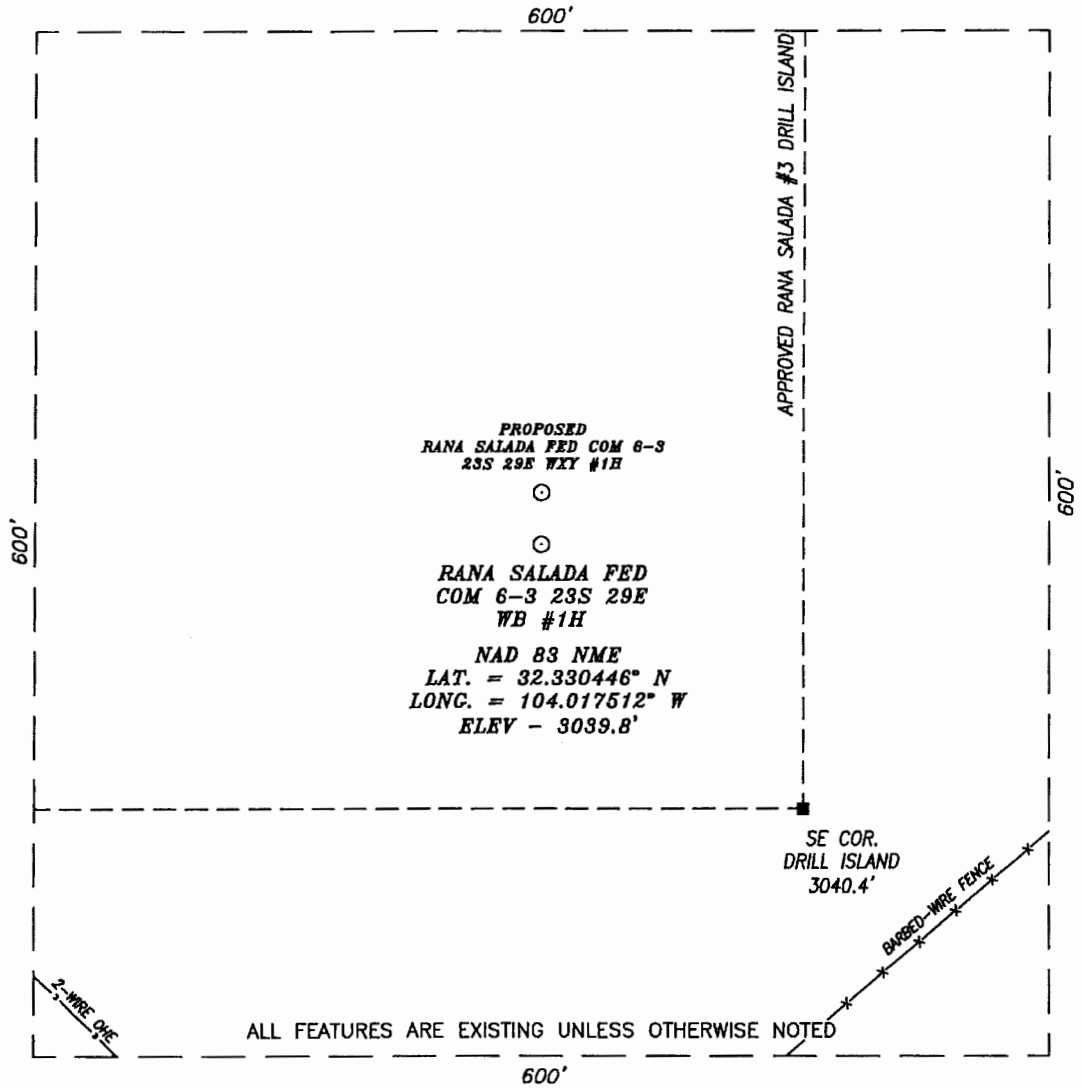 600'
APPROVED RANA SALADA #3 DRILL ISLAND
PROPOSED
RANA SALADA FED COM 6-3
23S 29E WXY #1H
600'
600'
RANA SALADA FED
COM 6-3 23S 29E
WB #1H
NAD 83 NME
LAT. = 32.330446° N
LONG. = 104.017512° W
ELEV - 3039.8'
SE COR.
DRILL ISLAND
3040.4'
BARBED-WIRE FENCE
2-WIRE OHE
ALL FEATURES ARE EXISTING UNLESS OTHERWISE NOTED
600'